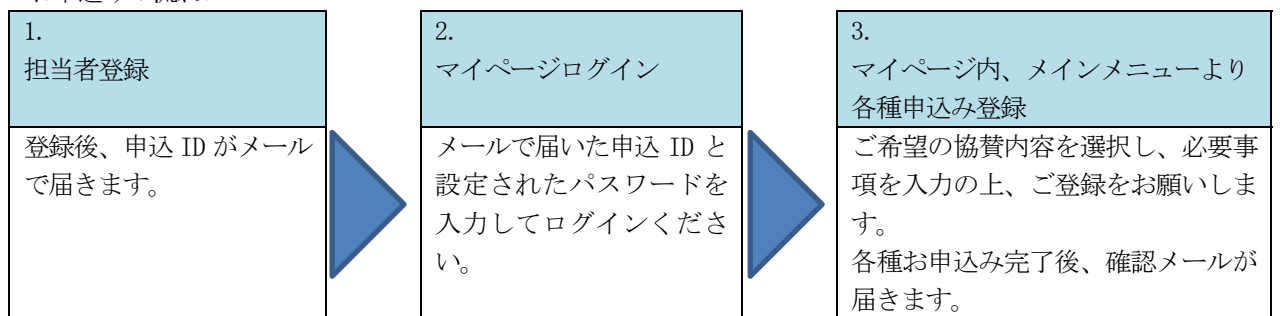 1.
担当者登録
登録後、申込 ID がメール
で届きます。
2.
マイページログイン
メールで届いた申込 ID と
設定されたパスワードを
入力してログインくださ
い。
3.
マイページ内、メインメニューより
各種申込み登録
ご希望の協賛内容を選択し、必要事
項を入力の上、ご登録をお願いしま
す。
各種お申込み完了後、確認メールが
届きます。